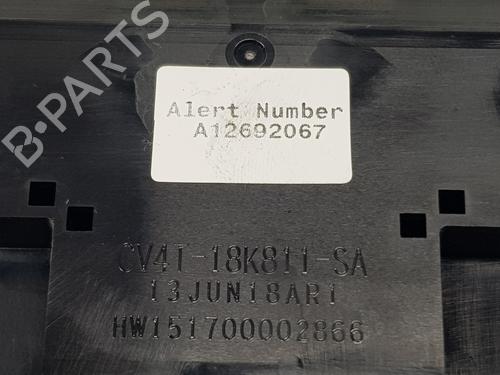 Alert Number
A12692067
CV4T-18K811-SA
13JUN18AR1
HW151700002866
B-Parts